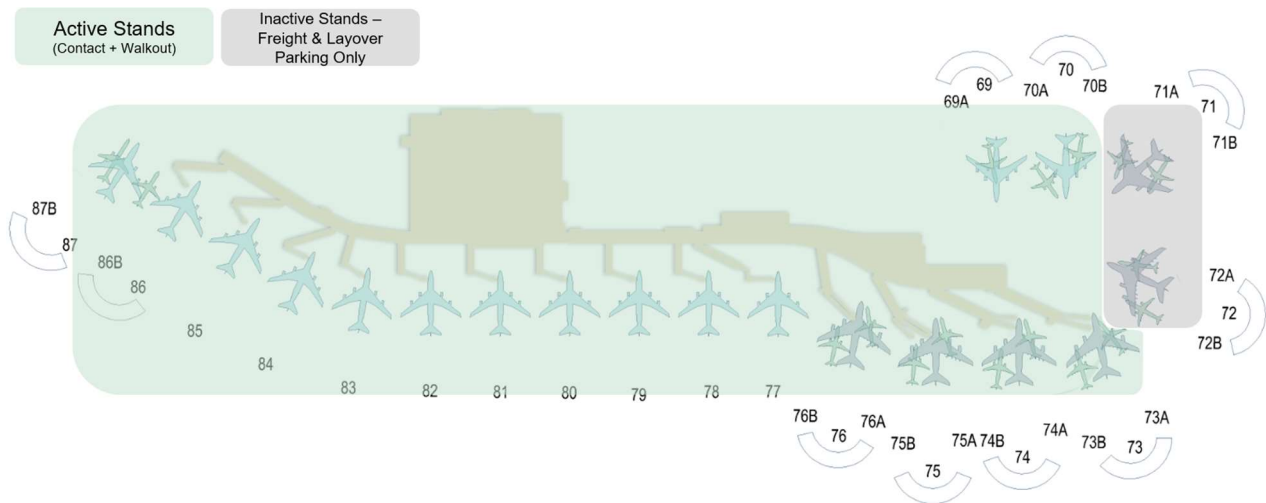 Active Stands
(Contact + Walkout)
Inactive Stands –
Freight & Layover
Parking Only
69
69A
70
70A
70B
71A
71
71B
72A
72
72B
73A
73
73B
74A
74
74B
75A
75
75B
76A
76
76B
77
78
79
80
81
82
83
84
85
86
86B
87
87B